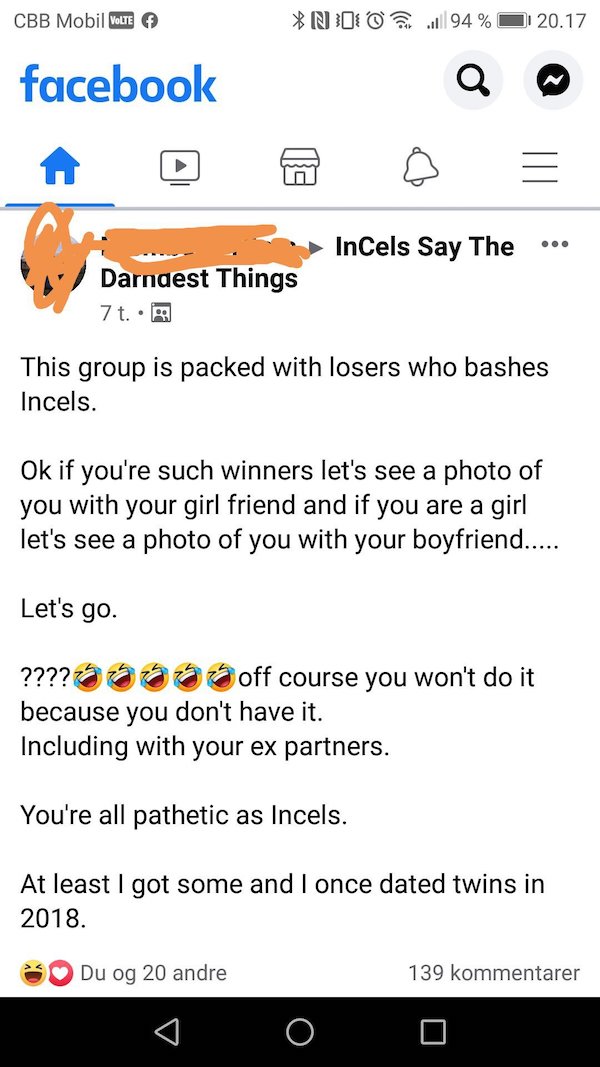 CBB Mobil VoLTE 94 % 20.17
facebook
InCels Say The
Darndest Things
7 t.
This group is packed with losers who bashes
Incels.
Ok if you're such winners let's see a photo of
you with your girl friend and if you are a girl
let's see a photo of you with your boyfriend.....
Let's go.
????🤣🤣🤣🤣🤣off course you won't do it
because you don't have it.
Including with your ex partners.
You're all pathetic as Incels.
At least I got some and I once dated twins in
2018.
Du og 20 andre 139 kommentarer